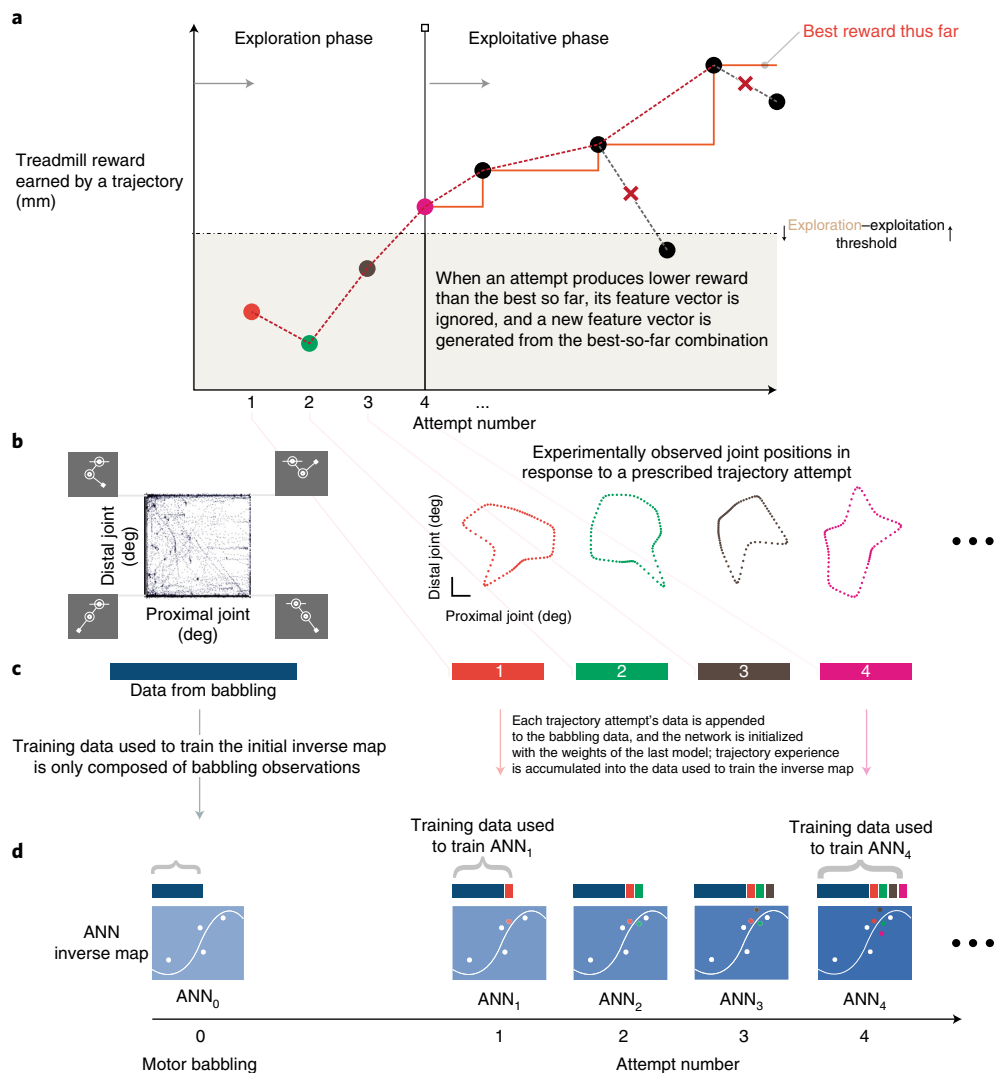 a
Exploration phase
Exploitative phase
Best reward thus far
Treadmill reward
earned by a trajectory
(mm)
Exploration–exploitation
threshold
When an attempt produces lower reward
than the best so far, its feature vector is
ignored, and a new feature vector is
generated from the best-so-far combination
1 2 3 4 ...
Attempt number
b
Experimentally observed joint positions in
response to a prescribed trajectory attempt
Distal joint
(deg)
Proximal joint
(deg)
Distal joint (deg)
Proximal joint (deg)
c
1 2 3 4
Data from babbling
Training data used to train the initial inverse map
is only composed of babbling observations
Each trajectory attempt's data is appended
to the babbling data, and the network is initialized
with the weights of the last model; trajectory experience
is accumulated into the data used to train the inverse map
d
Training data used
to train ANN₁
Training data used
to train ANN₄
ANN
inverse map
ANN₀ ANN₁ ANN₂ ANN₃ ANN₄
0 1 2 3 4
Motor babbling
Attempt number